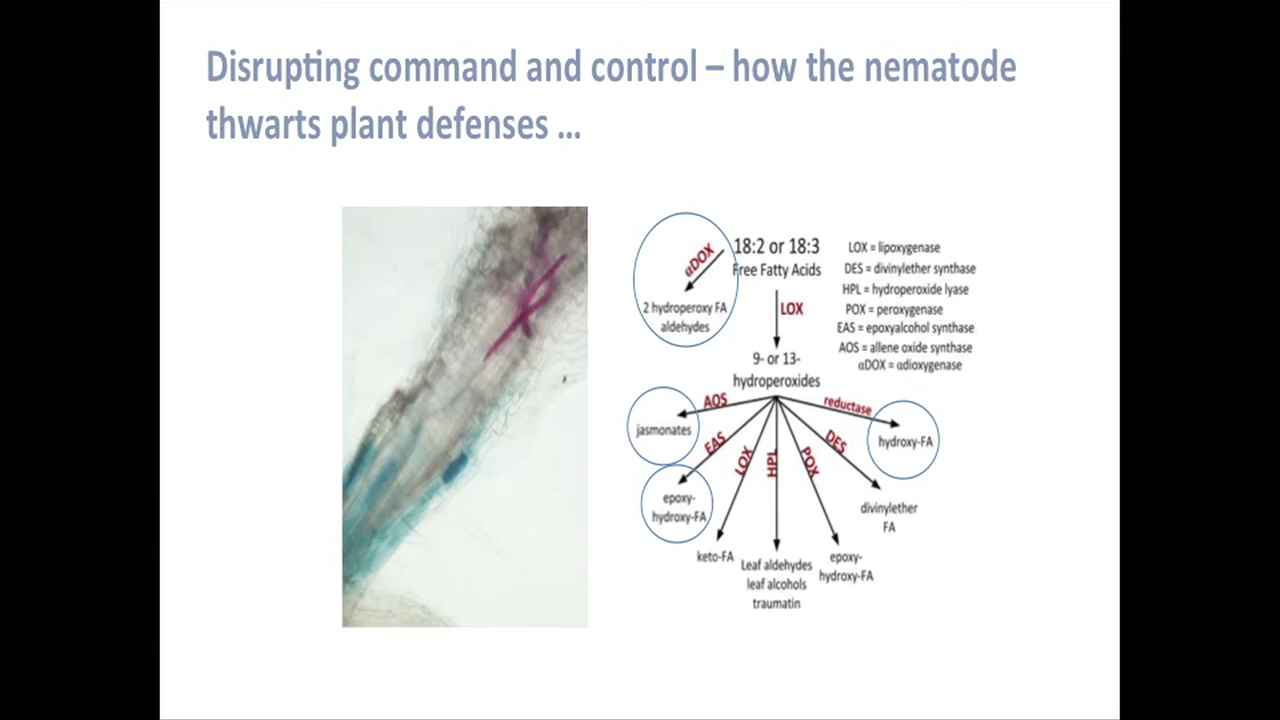 Disrupting command and control – how the nematode
thwarts plant defenses ...
αDOX
18:2 or 18:3
Free Fatty Acids
2 hydroperoxy FA
aldehydes
LOX
LOX = lipoxygenase
DES = divinylether synthase
HPL = hydroperoxide lyase
POX = peroxygenase
EAS = epoxyalcohol synthase
AOS = allene oxide synthase
αDOX = αdioxygenase
9- or 13-
hydroperoxides
AOS
reductase
jasmonates
hydroxy-FA
EAS
LOX
HPL
POX
DES
epoxy-
hydroxy-FA
divinylether
FA
keto-FA
Leaf aldehydes
leaf alcohols
traumatin
epoxy-
hydroxy-FA